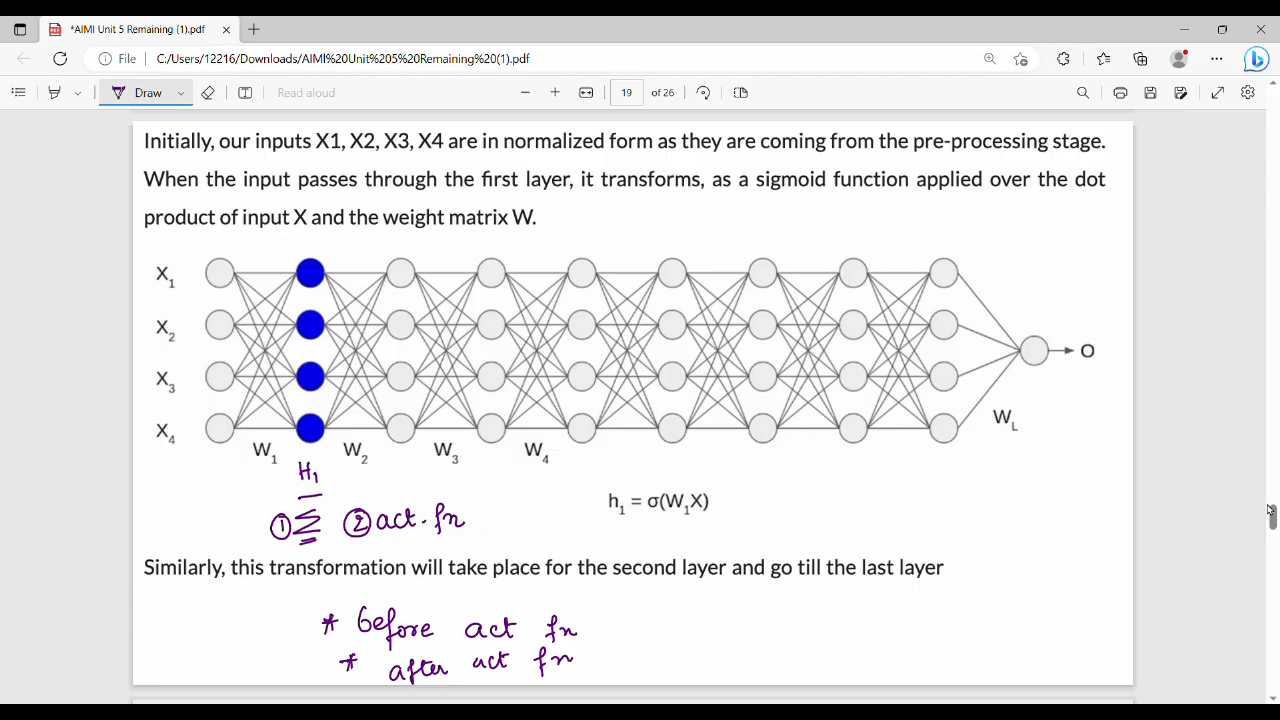 *AIMI Unit 5 Remaining (1).pdf
File C:/Users/12216/Downloads/AIMI%20Unit%205%20Remaining%20(1).pdf
Draw Read aloud 19 of 26
Initially, our inputs X1, X2, X3, X4 are in normalized form as they are coming from the pre-processing stage.
When the input passes through the first layer, it transforms, as a sigmoid function applied over the dot
product of input X and the weight matrix W.
X₁
X₂
X₃
X₄
O
W₁ W₂ W₃ W₄ W_L
H₁
h₁ = σ(W₁X)
① Σ ② act. fn
Similarly, this transformation will take place for the second layer and go till the last layer
* before act fn
* after act fn